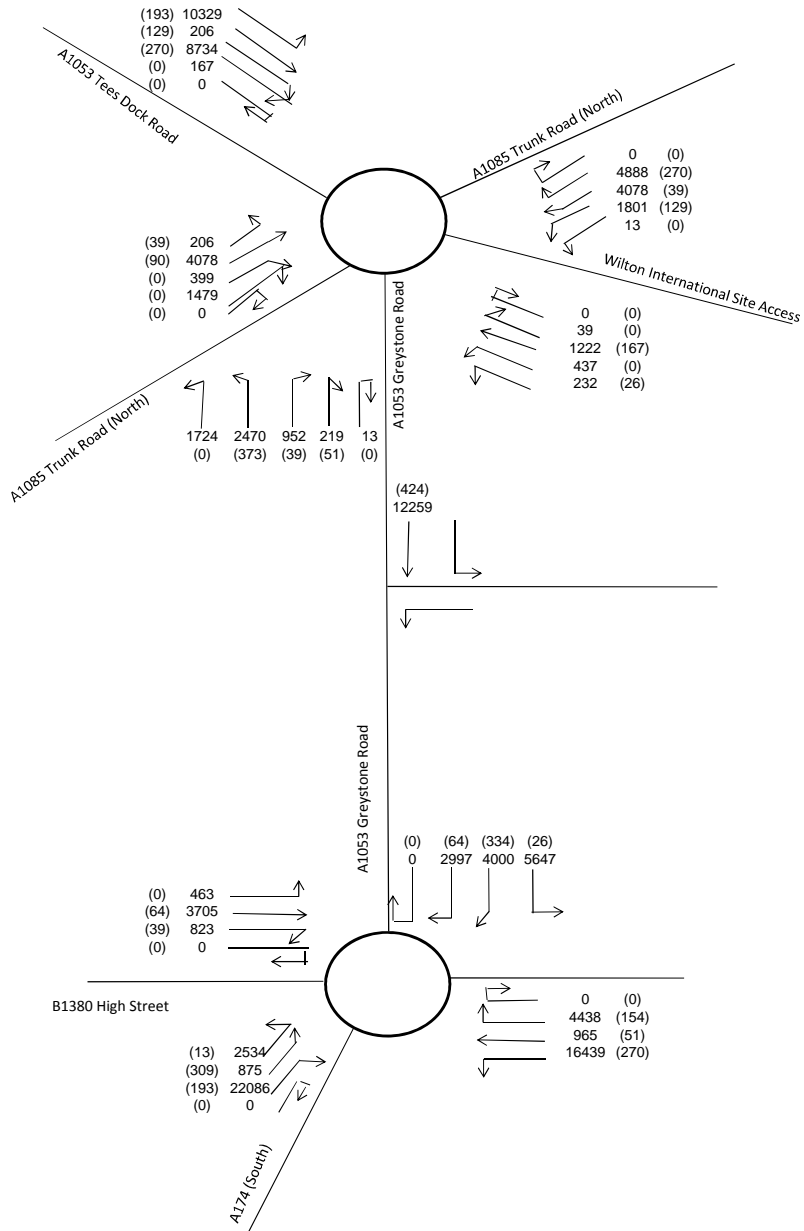 (193) 10329
(129) 206
(270) 8734
(0) 167
(0) 0
A1053 Tees Dock Road
A1085 Trunk Road (North)
0 (0)
4888 (270)
4078 (39)
1801 (129)
13 (0)
Wilton International Site Access
(39) 206
(90) 4078
(0) 399
(0) 1479
(0) 0
0 (0)
39 (0)
1222 (167)
437 (0)
232 (26)
A1053 Greystone Road
A1085 Trunk Road (North)
1724 2470 952 219 13
(0) (373) (39) (51) (0)
(424)
12259
A1053 Greystone Road
(0) (64) (334) (26)
0 2997 4000 5647
(0) 463
(64) 3705
(39) 823
(0) 0
B1380 High Street
0 (0)
4438 (154)
965 (51)
16439 (270)
(13) 2534
(309) 875
(193) 22086
(0) 0
A174 (South)